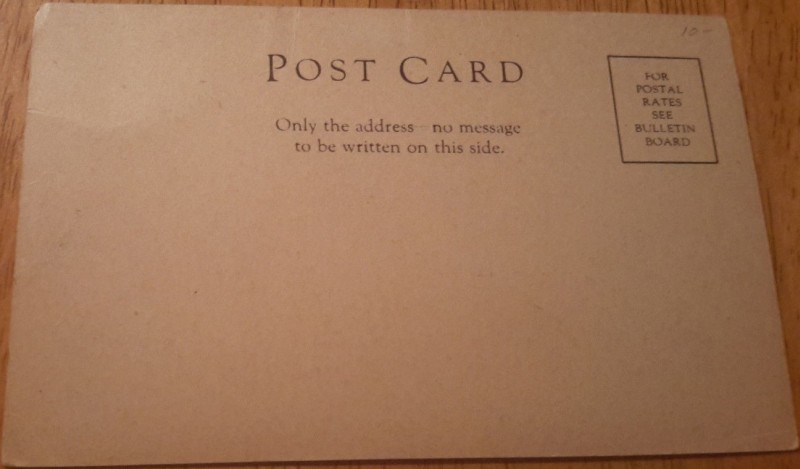 10-
POST CARD
Only the address—no message
to be written on this side.
FOR
POSTAL
RATES
SEE
BULLETIN
BOARD